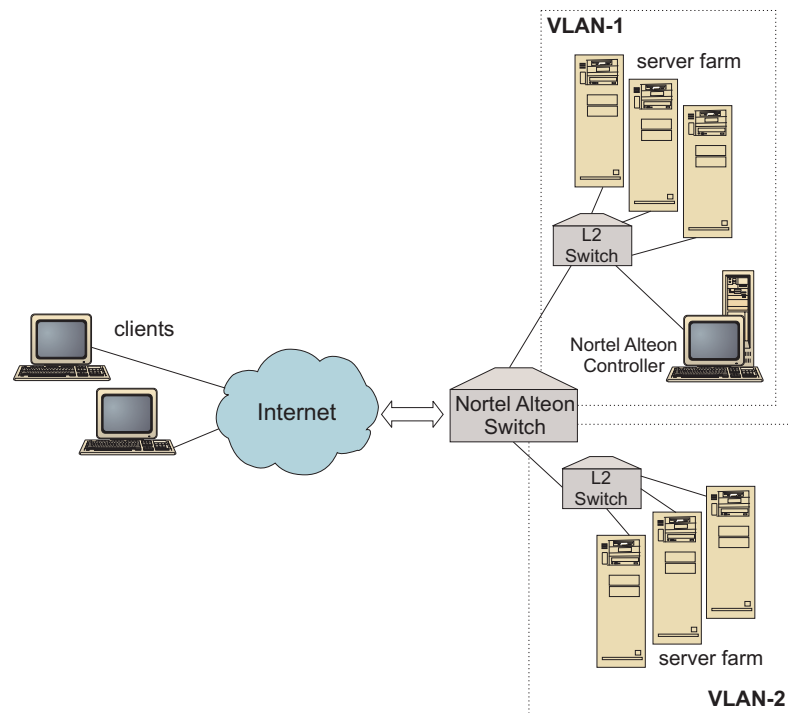 VLAN-1
server farm
L2
Switch
clients
Nortel Alteon
Controller
Internet
Nortel Alteon
Switch
L2
Switch
server farm
VLAN-2